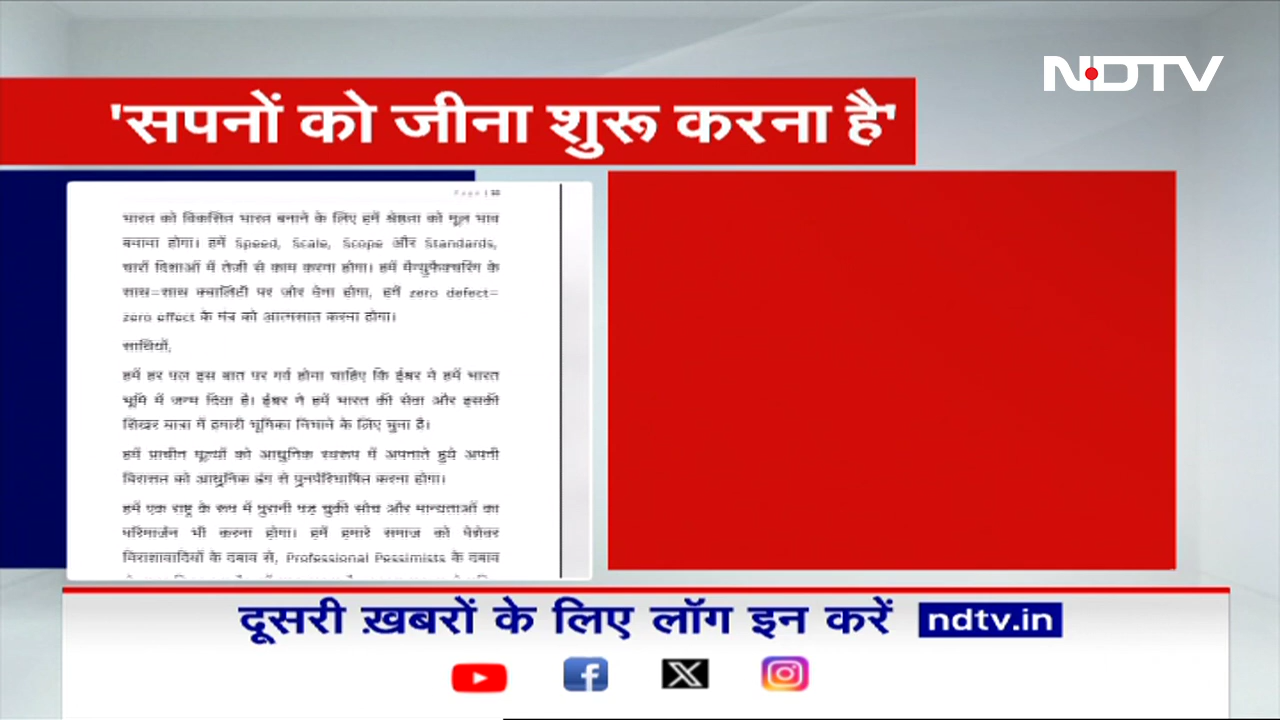 NDTV
'सपनों को जीना शुरू करना है'
Page | 10
भारत को विकसित भारत बनाने के लिए हमें श्रेष्ठता को मूल भाव
बनाना होगा। हमें Speed, Scale, Scope और Standards,
चारों दिशाओं में तेजी से काम करना होगा। हमें मैन्युफैक्चरिंग के
साथ-साथ क्वालिटी पर जोर देना होगा, हमें zero defect-
zero effect के मंत्र को आत्मसात करना होगा।
साथियों,
हमें हर पल इस बात पर गर्व होना चाहिए कि ईश्वर ने हमें भारत
भूमि में जन्म दिया है। ईश्वर ने हमें भारत की सेवा और इसकी
शिखर यात्रा में हमारी भूमिका निभाने के लिए चुना है।
हमें प्राचीन मूल्यों को आधुनिक स्वरूप में अपनाते हुये अपनी
विरासत को आधुनिक ढंग से पुनर्परिभाषित करना होगा।
हमें एक राष्ट्र के रूप में पुरानी पड़ चुकी सोच और मान्यताओं का
परिमार्जन भी करना होगा। हमें हमारे समाज को पेशेवर
निराशावादियों के दबाव से, Professional Pessimists के दबाव
दूसरी ख़बरों के लिए लॉग इन करें ndtv.in